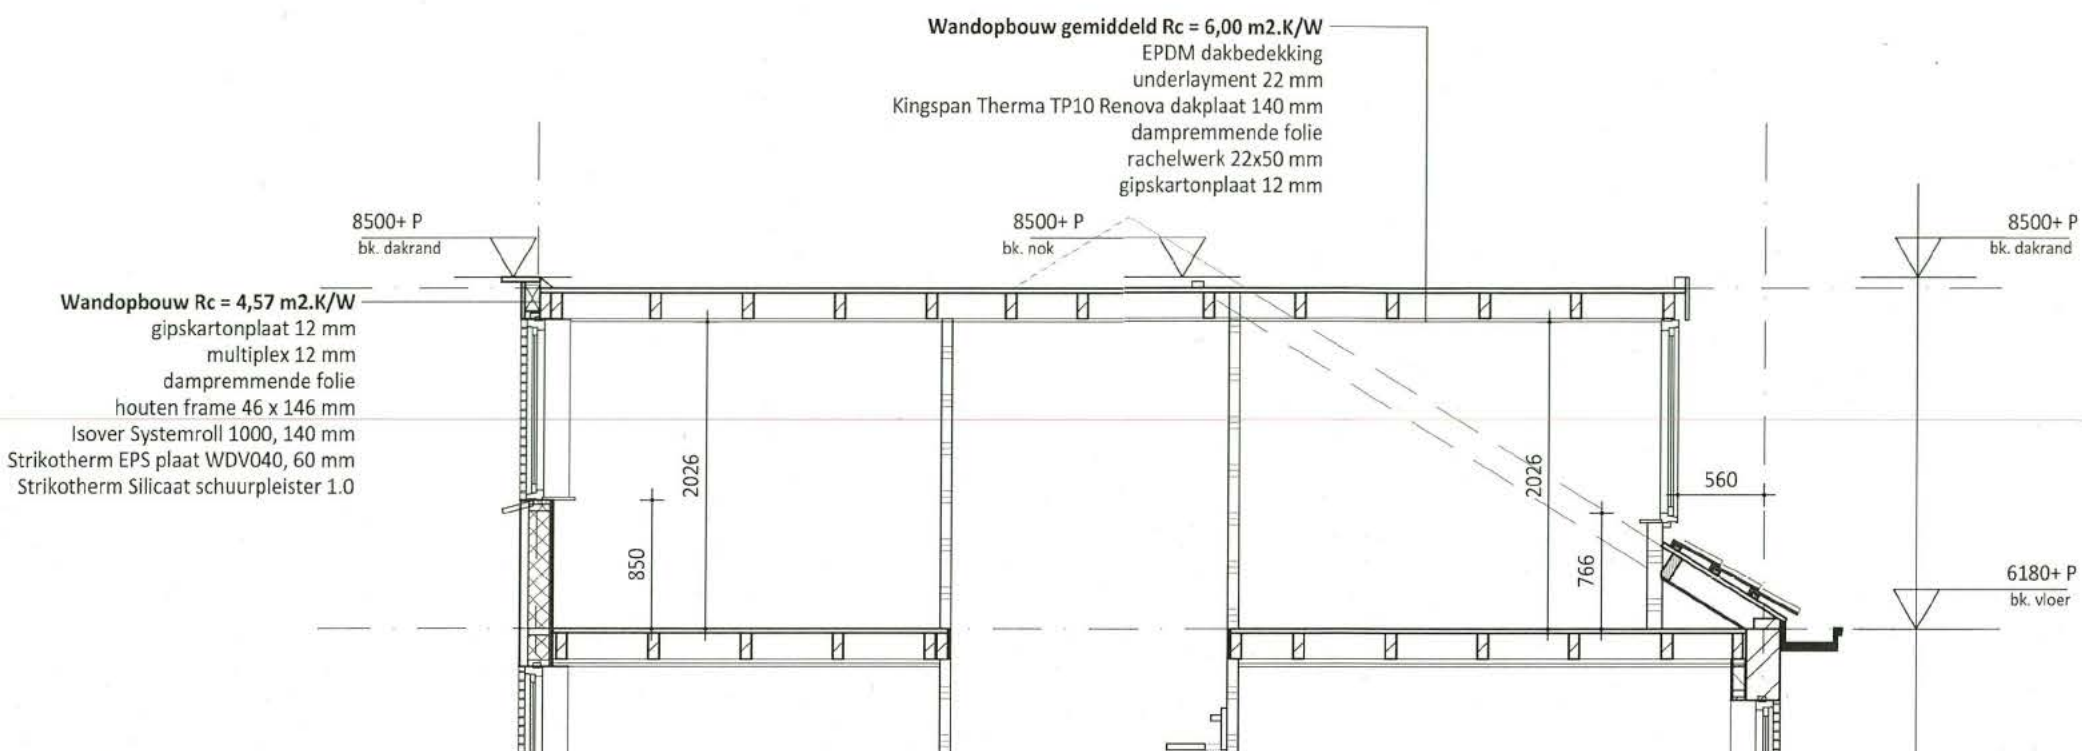 Wandopbouw gemiddeld Rc = 6,00 m2.K/W
EPDM dakbedekking
underlayment 22 mm
Kingspan Therma TP10 Renova dakplaat 140 mm
dampremmende folie
rachelwerk 22x50 mm
gipskartonplaat 12 mm
8500+ P
bk. dakrand
8500+ P
bk. nok
8500+ P
bk. dakrand
Wandopbouw Rc = 4,57 m2.K/W
gipskartonplaat 12 mm
multiplex 12 mm
dampremmende folie
houten frame 46 x 146 mm
Isover Systemroll 1000, 140 mm
Strikotherm EPS plaat WDV040, 60 mm
Strikotherm Silicaat schuurpleister 1.0
2026
850
2026
766
560
6180+ P
bk. vloer